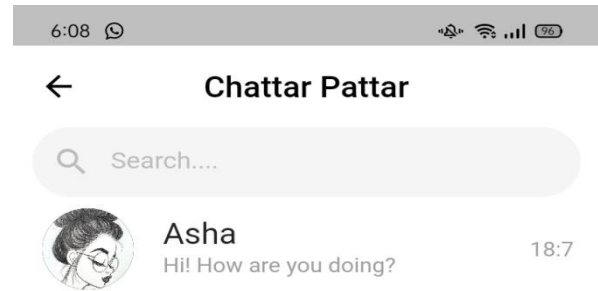 6:08 96
Chattar Pattar
Search....
Asha
Hi! How are you doing? 18:7